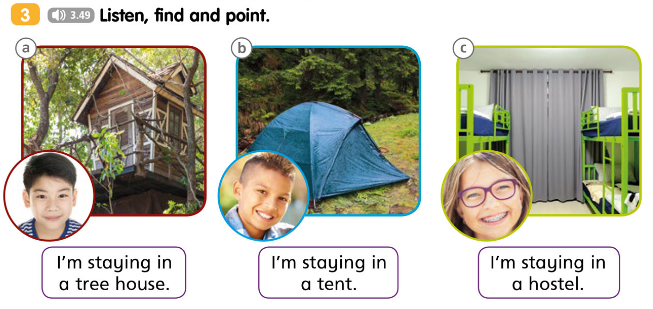 3 3.49 Listen, find and point.
a b c
I'm staying in
a tree house.
I'm staying in
a tent.
I'm staying in
a hostel.